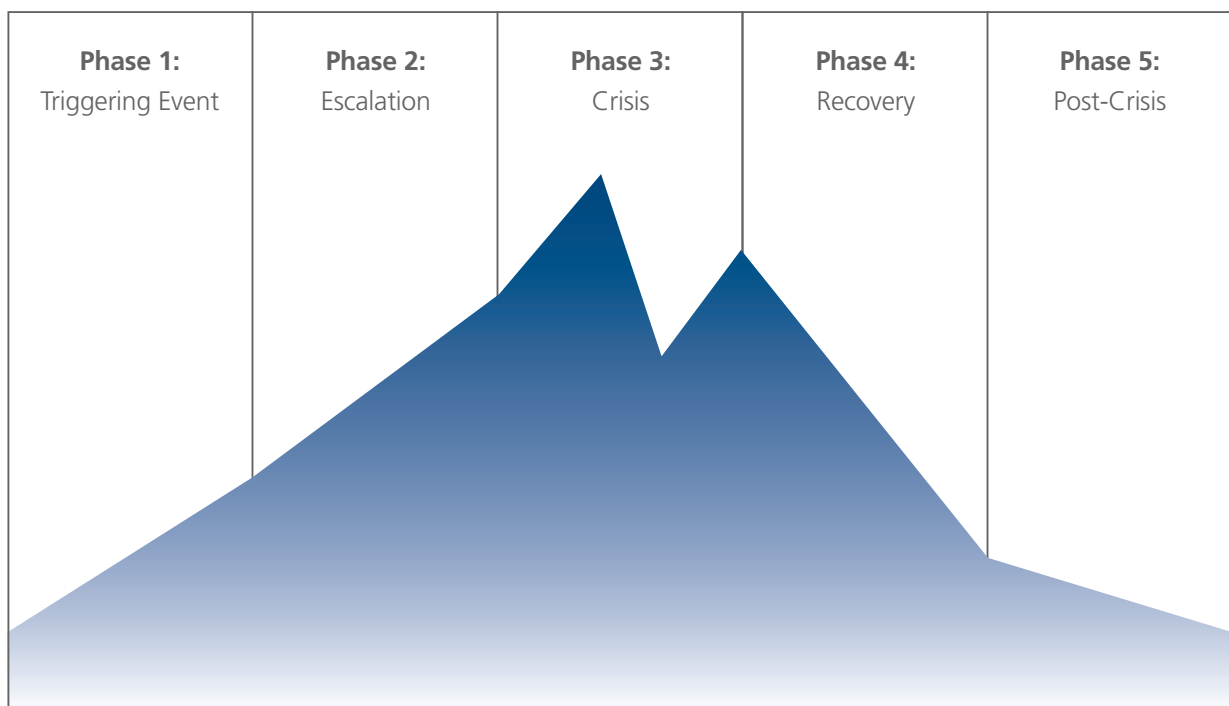 Phase 1:
Triggering Event
Phase 2:
Escalation
Phase 3:
Crisis
Phase 4:
Recovery
Phase 5:
Post-Crisis